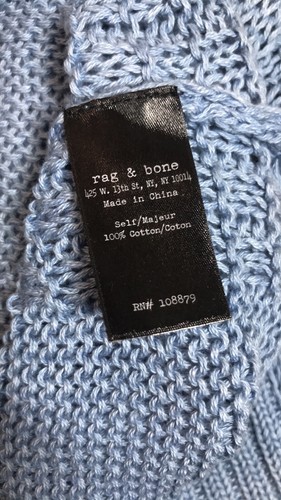 rag & bone
425 W. 13th St, NY, NY 10014
Made in China
Self/Majeur
100% Cotton/Coton
RN# 108879